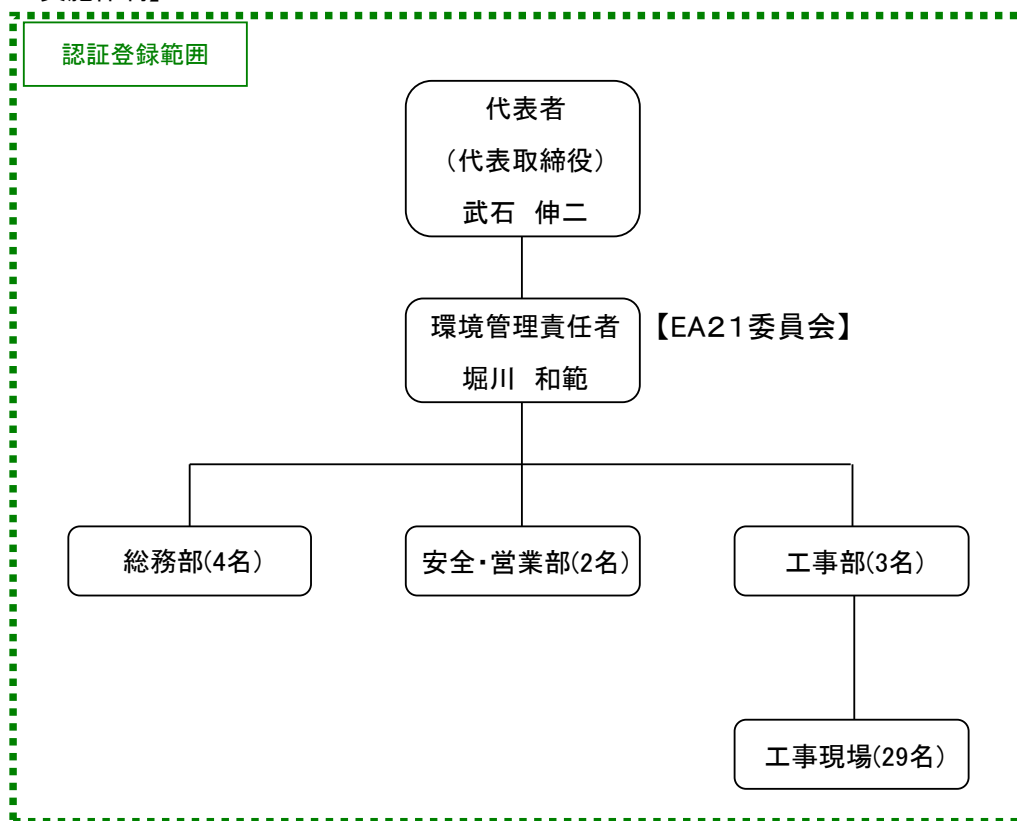 認証登録範囲
代表者
(代表取締役)
武石 伸二
環境管理責任者
【EA21委員会】
堀川 和範
総務部(4名)
安全・営業部(2名)
工事部(3名)
工事現場(29名)